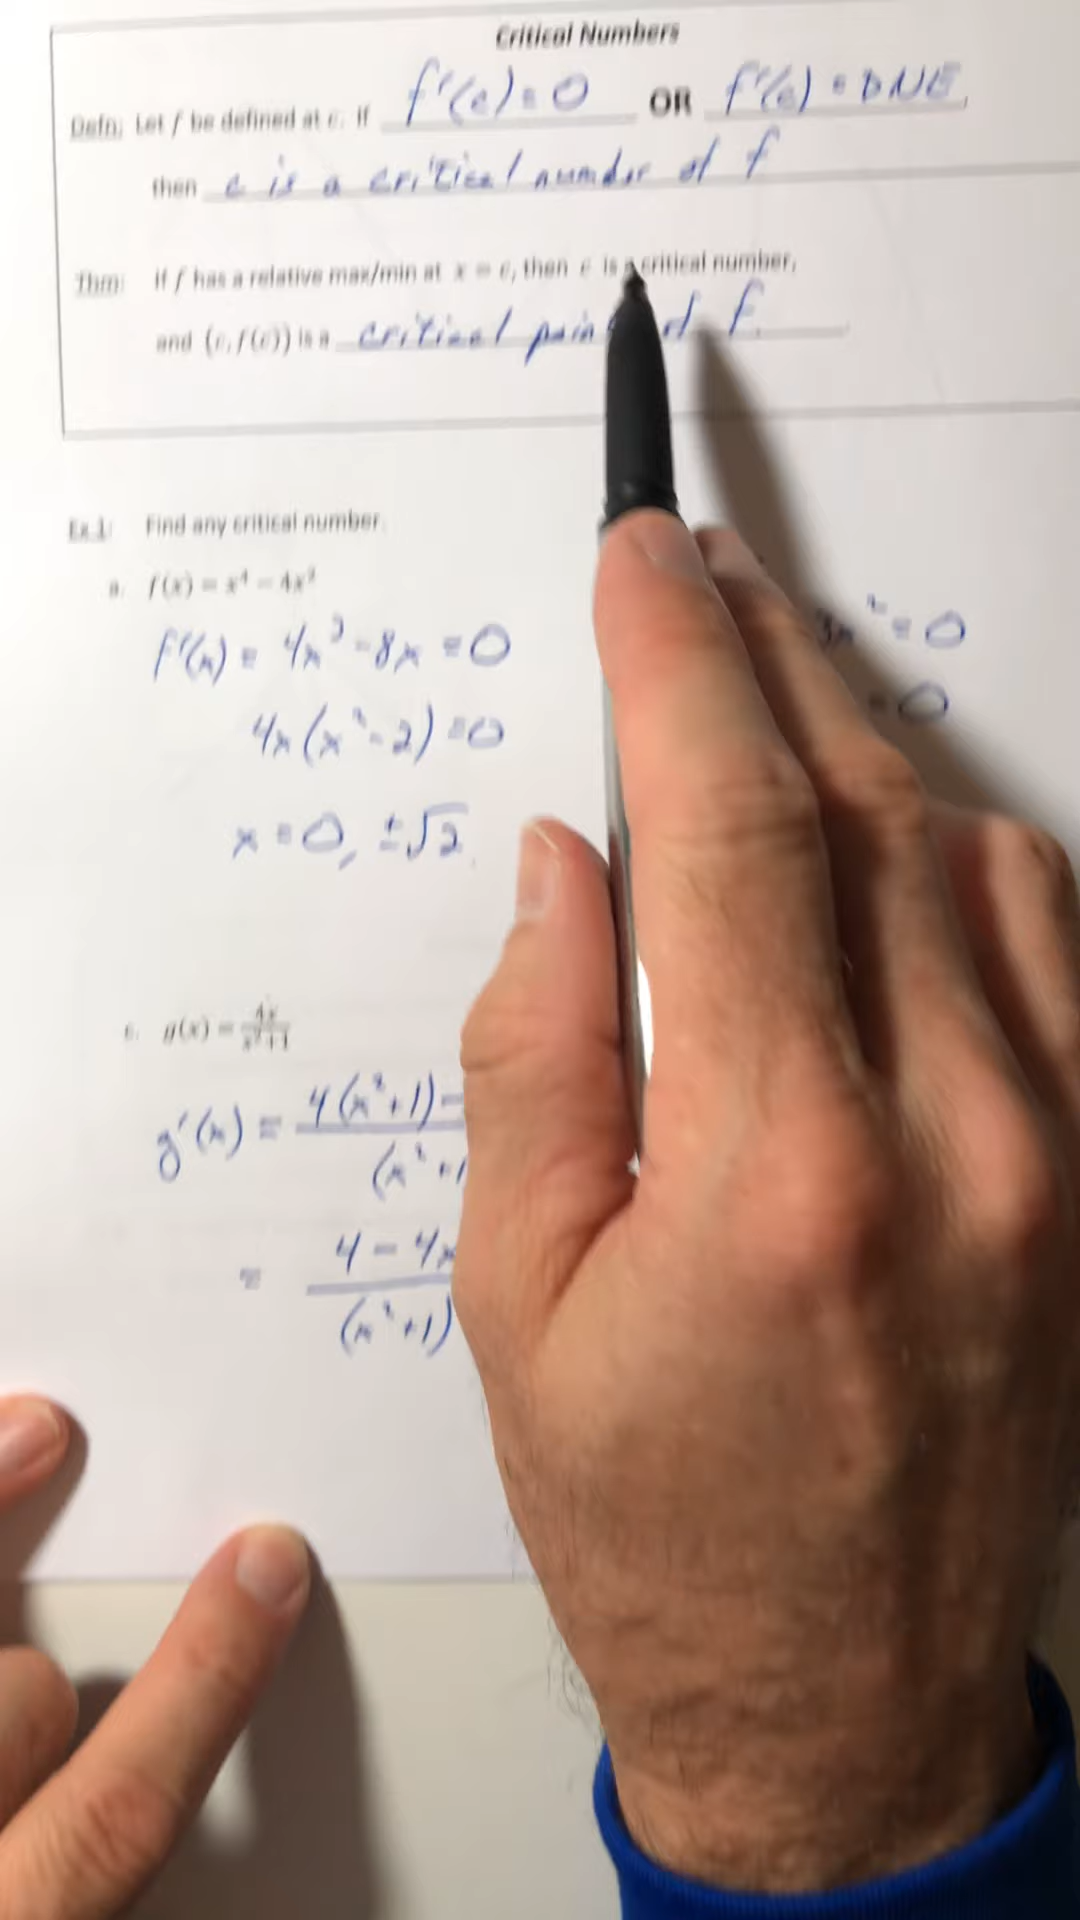 Critical Numbers
Defn: Let f be defined at c. If f'(c) = 0 OR f'(c) = DNE,
then c is a critical number of f
Thm: If f has a relative max/min at x = c, then c is a critical number,
and (c, f(c)) is a critical point of f.
Ex.1: Find any critical number.
a. f(x) = x⁴ − 4x²
f'(x) = 4x³ - 8x = 0
3x² = 0
4x(x² - 2) = 0
= 0
x = 0, ±√2
c. g(x) = 4x/(x²+1)
g'(x) = 4(x²+1) -
(x²+1
= 4 - 4x
(x²+1)